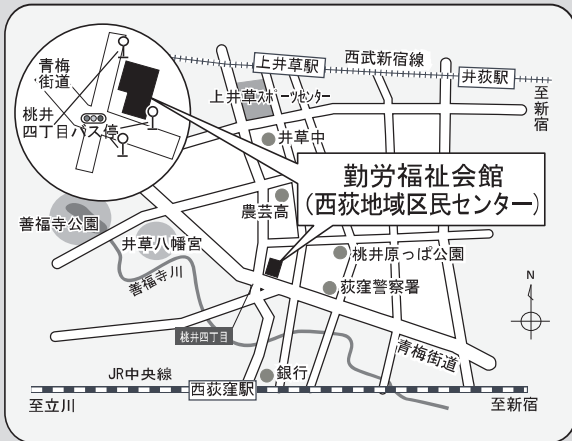 青梅
街道
桃井
四丁目バス停
上井草駅
西武新宿線
井荻駅
至新宿
上井草スポーツセンター
井草中
勤労福祉会館
(西荻地域区民センター)
農芸高
善福寺公園
井草八幡宮
善福寺川
桃井原っぱ公園
荻窪警察署
N
桃井四丁目
青梅街道
JR中央線
銀行
西荻窪駅
至立川
至新宿